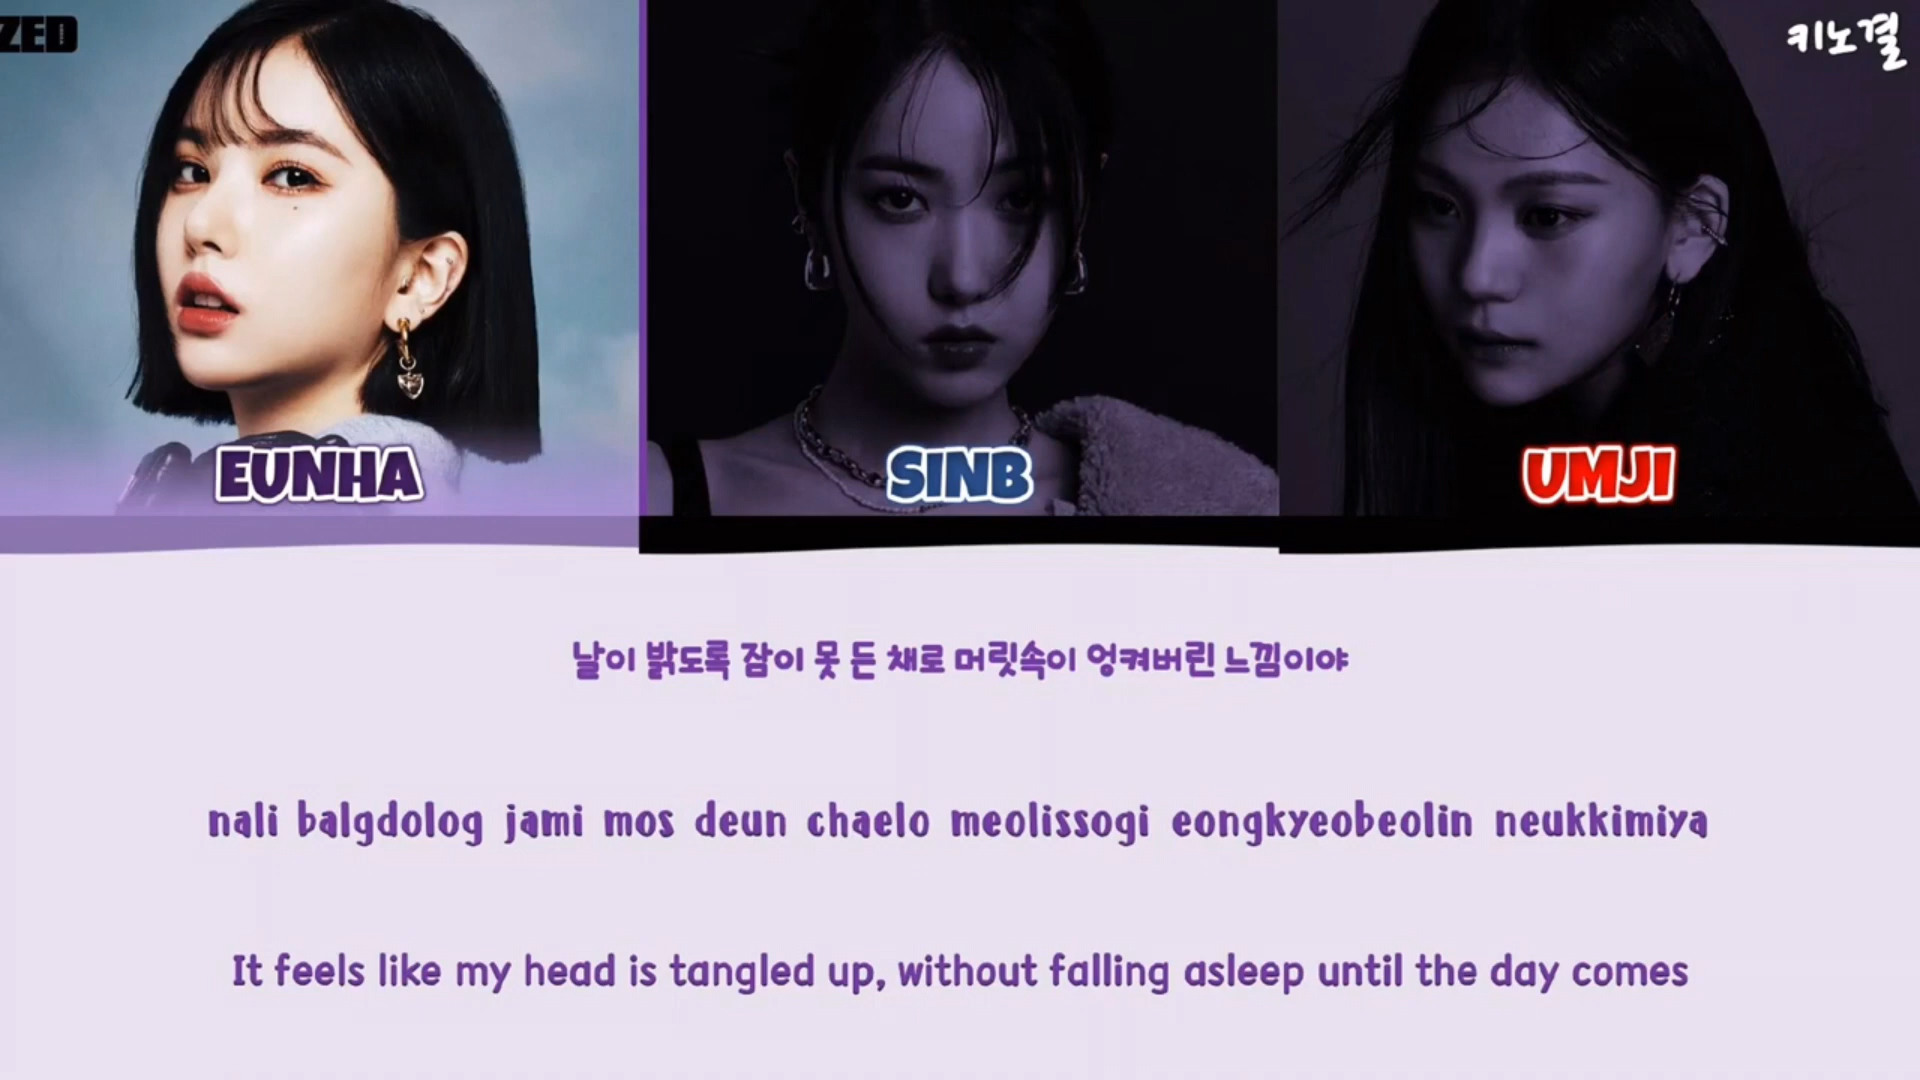 ZED
키노결
EUNHA
SINB
UMJI
날이 밝도록 잠이 못 든 채로 머릿속이 엉켜버린 느낌이야
nali balgdolog jami mos deun chaelo meolissogi eongkyeobeolin neukkimiya
It feels like my head is tangled up, without falling asleep until the day comes